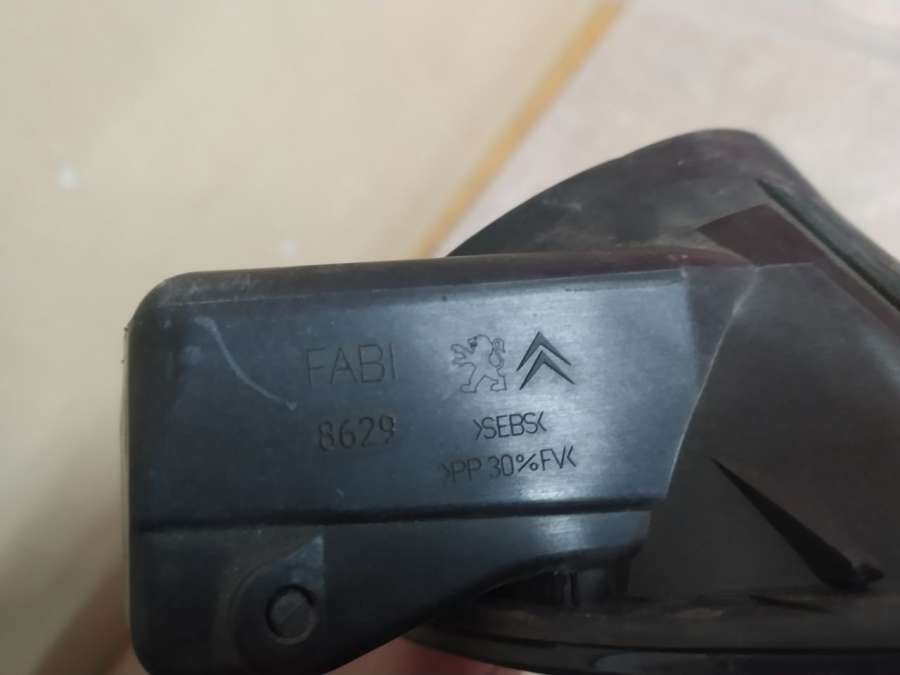 FABI
8629
>SEBS<
>PP 30%FV<